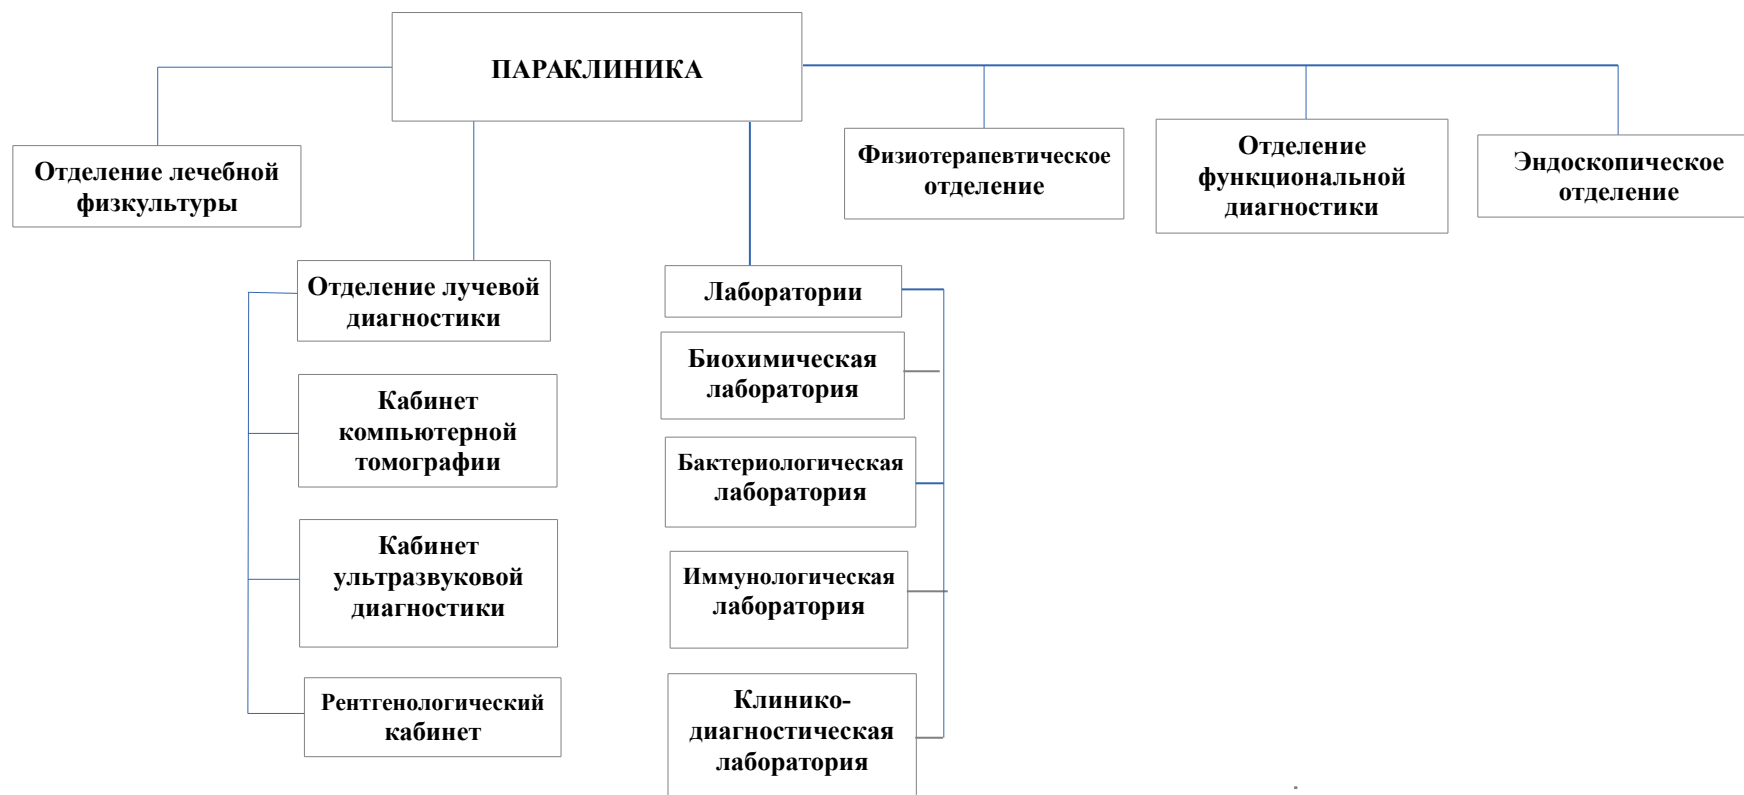 ПАРАКЛИНИКА
Отделение лечебной
физкультуры
Физиотерапевтическое
отделение
Отделение
функциональной
диагностики
Эндоскопическое
отделение
Отделение лучевой
диагностики
Кабинет
компьютерной
томографии
Кабинет
ультразвуковой
диагностики
Рентгенологический
кабинет
Лаборатории
Биохимическая
лаборатория
Бактериологическая
лаборатория
Иммунологическая
лаборатория
Клинико-
диагностическая
лаборатория